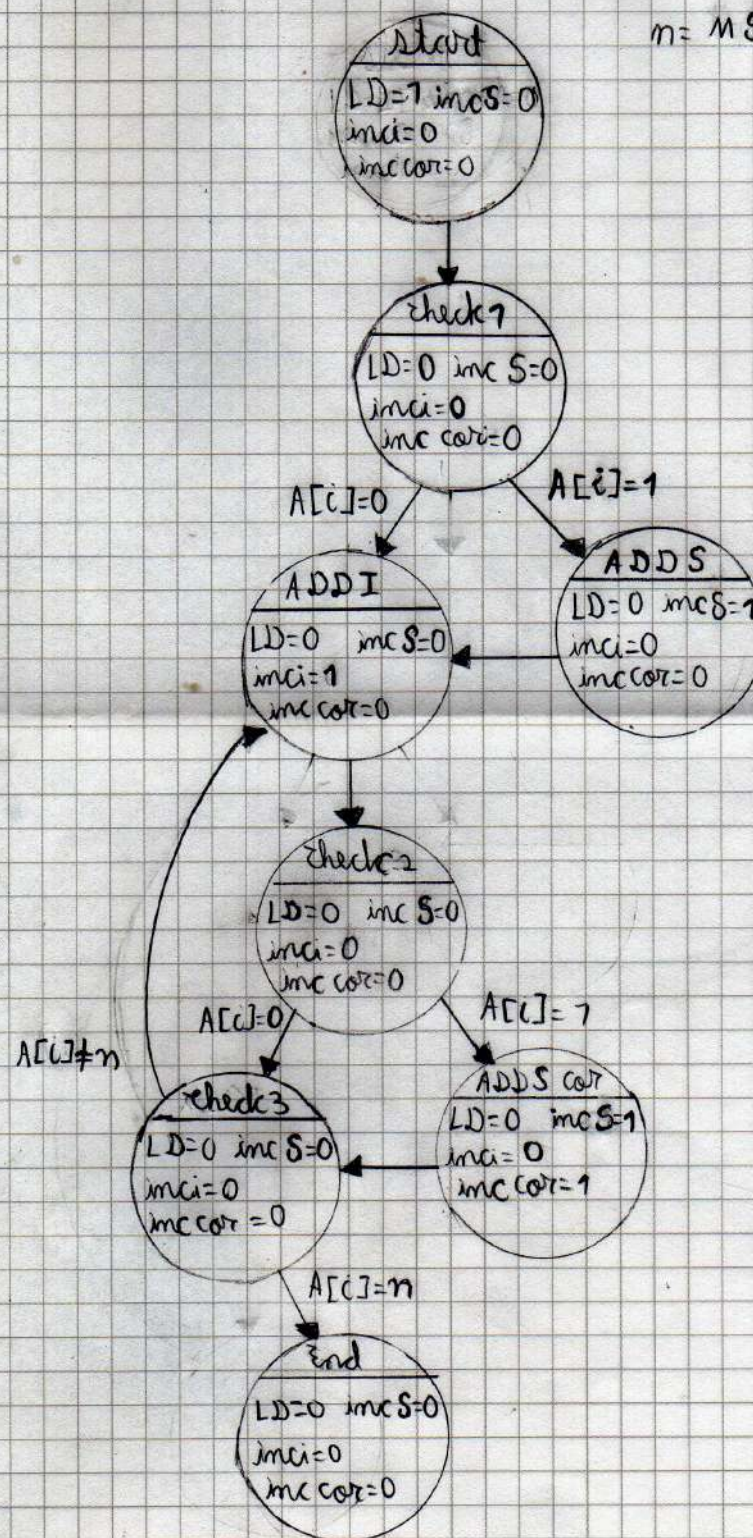 n= MS
start
LD=1 incS=0
inci=0
inccor=0
check1
LD=0 inc S=0
inci=0
inc cor=0
A[i]=0
A[i]=1
ADDI
LD=0 inc S=0
inci=1
inccor=0
ADDS
LD=0 incS=1
inci=0
inccor=0
check2
LD=0 inc S=0
inci=0
inc cor=0
A[i]=0
A[i]=1
A[i]≠n
check3
LD=0 inc S=0
inci=0
inccor=0
ADDS cor
LD=0 incS=1
inci=0
inc cor=1
A[i]=n
End
LD=0 inc S=0
inci=0
inc cor=0